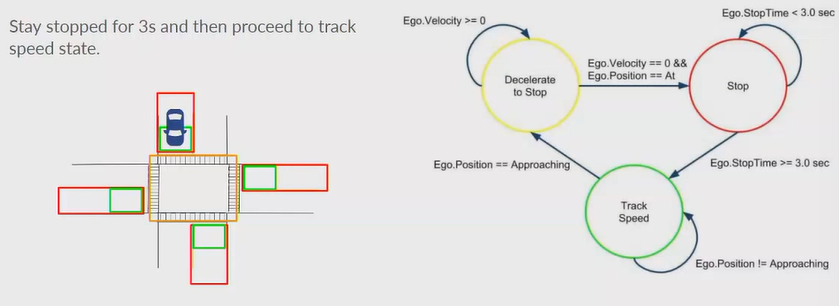 Stay stopped for 3s and then proceed to track
speed state.
Ego.Velocity >= 0
Ego.StopTime < 3.0 sec
Decelerate
to Stop
Ego.Velocity == 0 &&
Ego.Position == At
Stop
Ego.Position == Approaching
Ego.StopTime >= 3.0 sec
Track
Speed
Ego.Position != Approaching